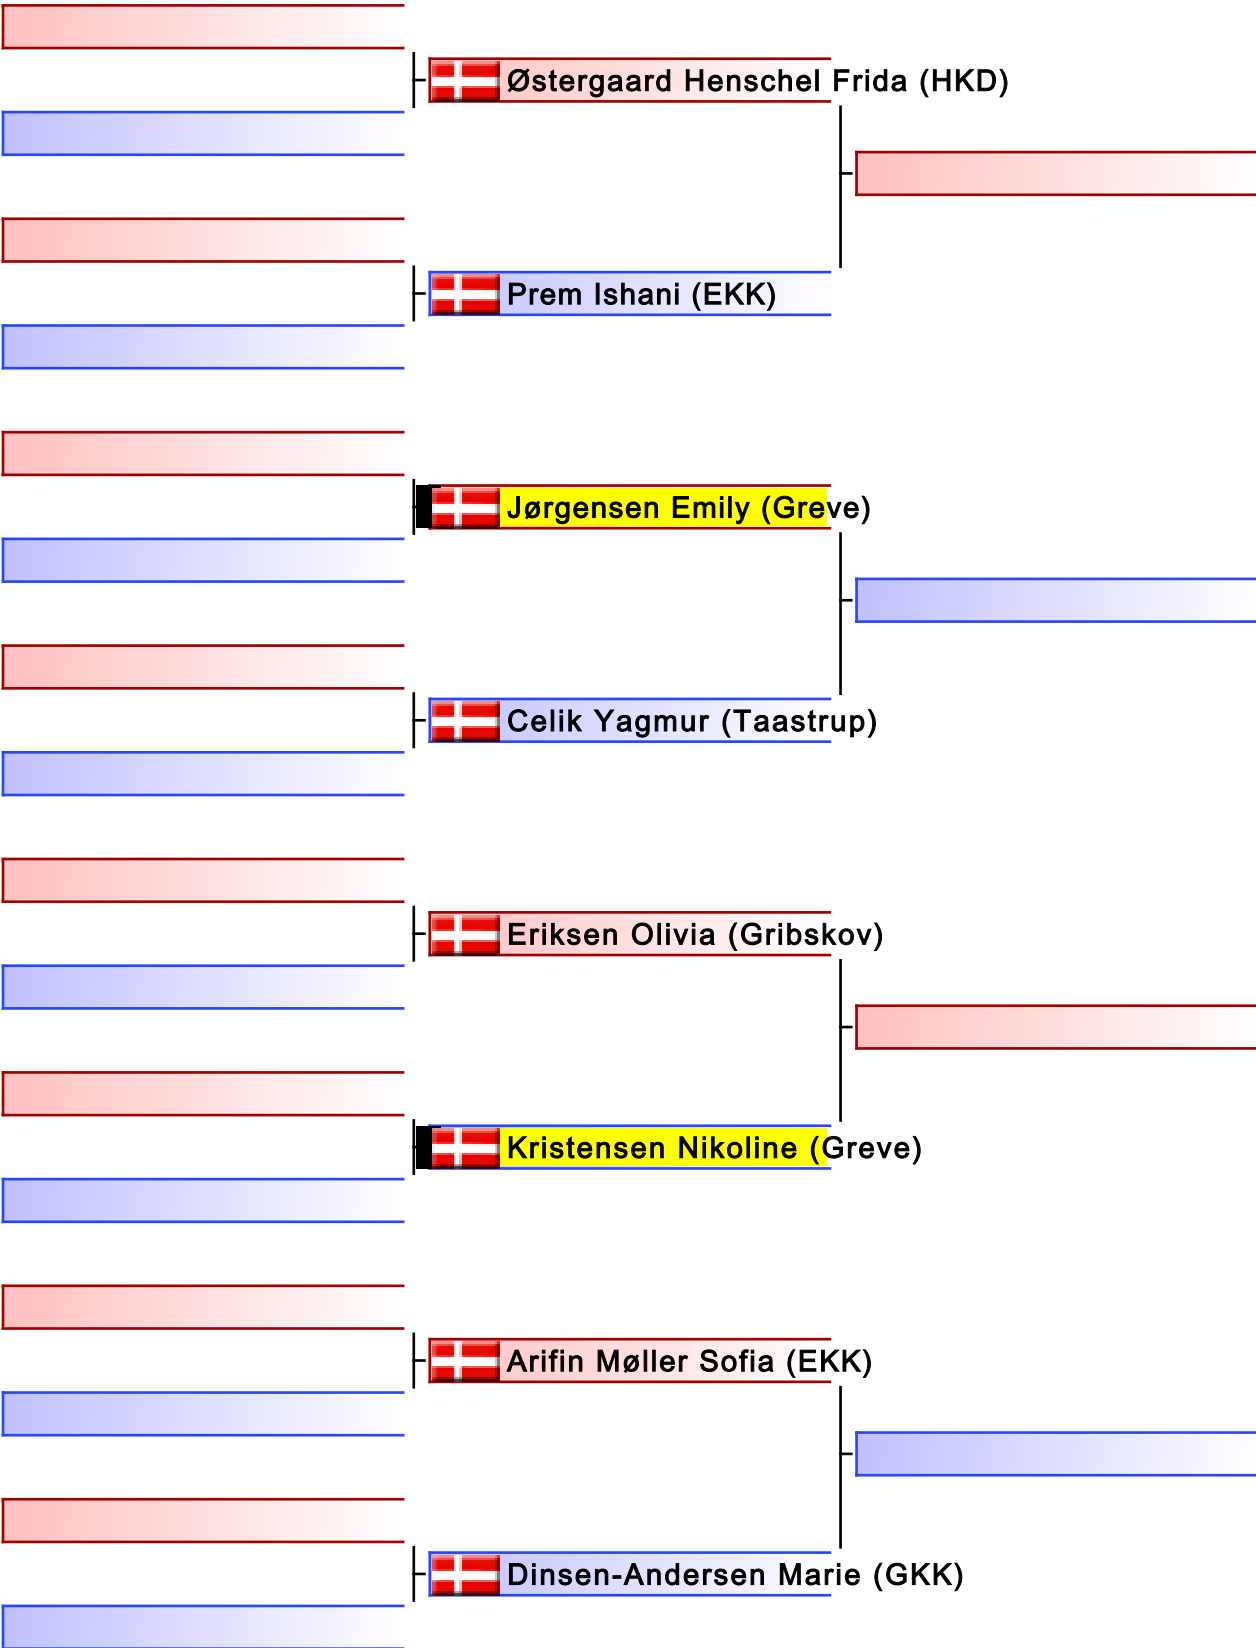 Østergaard Henschel Frida (HKD)
Prem Ishani (EKK)
Jørgensen Emily (Greve)
Celik Yagmur (Taastrup)
Eriksen Olivia (Gribskov)
Kristensen Nikoline (Greve)
Arifin Møller Sofia (EKK)
Dinsen-Andersen Marie (GKK)